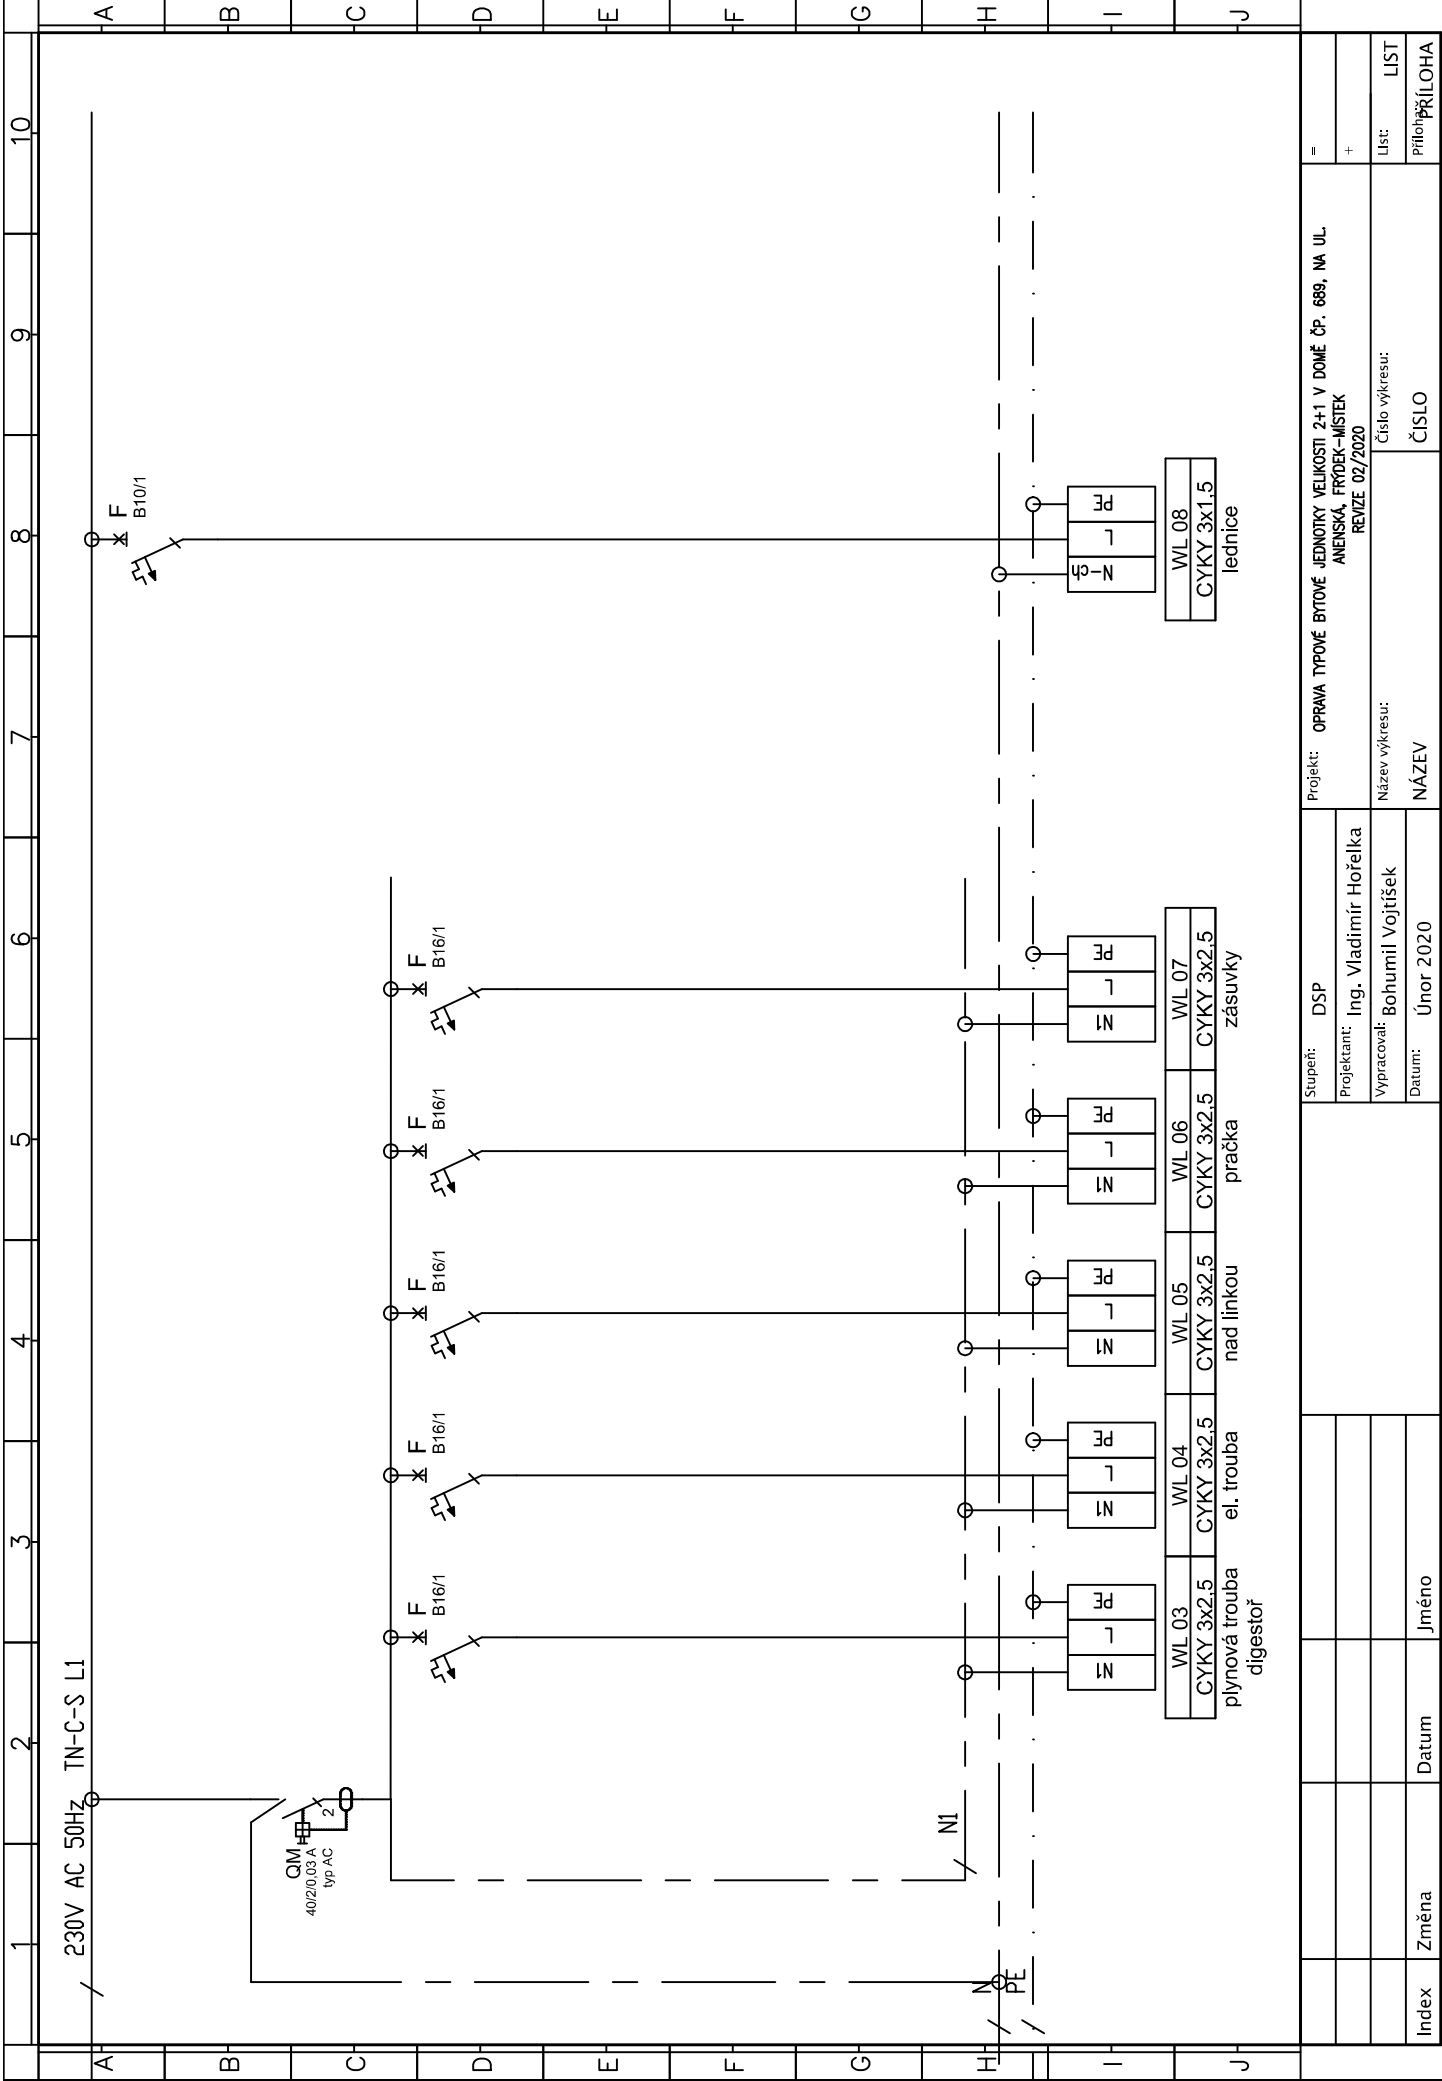 1 2 3 4 5 6 7 8 9 10
A A
B B
C C
D D
E E
F F
G G
H H
I I
J J
230V AC 50Hz TN-C-S L1
QM
40/2/0,03 A
typ AC
2
F
B16/1
F
B16/1
F
B16/1
F
B16/1
F
B16/1
F
B10/1
N1
N
PE
N1 L PE
N1 L PE
N1 L PE
N1 L PE
N1 L PE
N-ch L PE
WL 03
CYKY 3x2,5
plynová trouba
digestoř
WL 04
CYKY 3x2,5
el. trouba
WL 05
CYKY 3x2,5
nad linkou
WL 06
CYKY 3x2,5
pračka
WL 07
CYKY 3x2,5
zásuvky
WL 08
CYKY 3x1,5
lednice
Index Změna Datum Jméno
Stupeň: DSP
Projektant: Ing. Vladimír Hořelka
Vypracoval: Bohumil Vojtíšek
Datum: Únor 2020
Projekt: OPRAVA TYPOVÉ BYTOVÉ JEDNOTKY VELIKOSTI 2+1 V DOMĚ ČP. 689, NA UL.
ANENSKÁ, FRÝDEK-MÍSTEK
REVIZE 02/2020
Název výkresu:
NÁZEV
Číslo výkresu:
ČISLO
=
+
List: LIST
Příloha: PŘÍLOHA